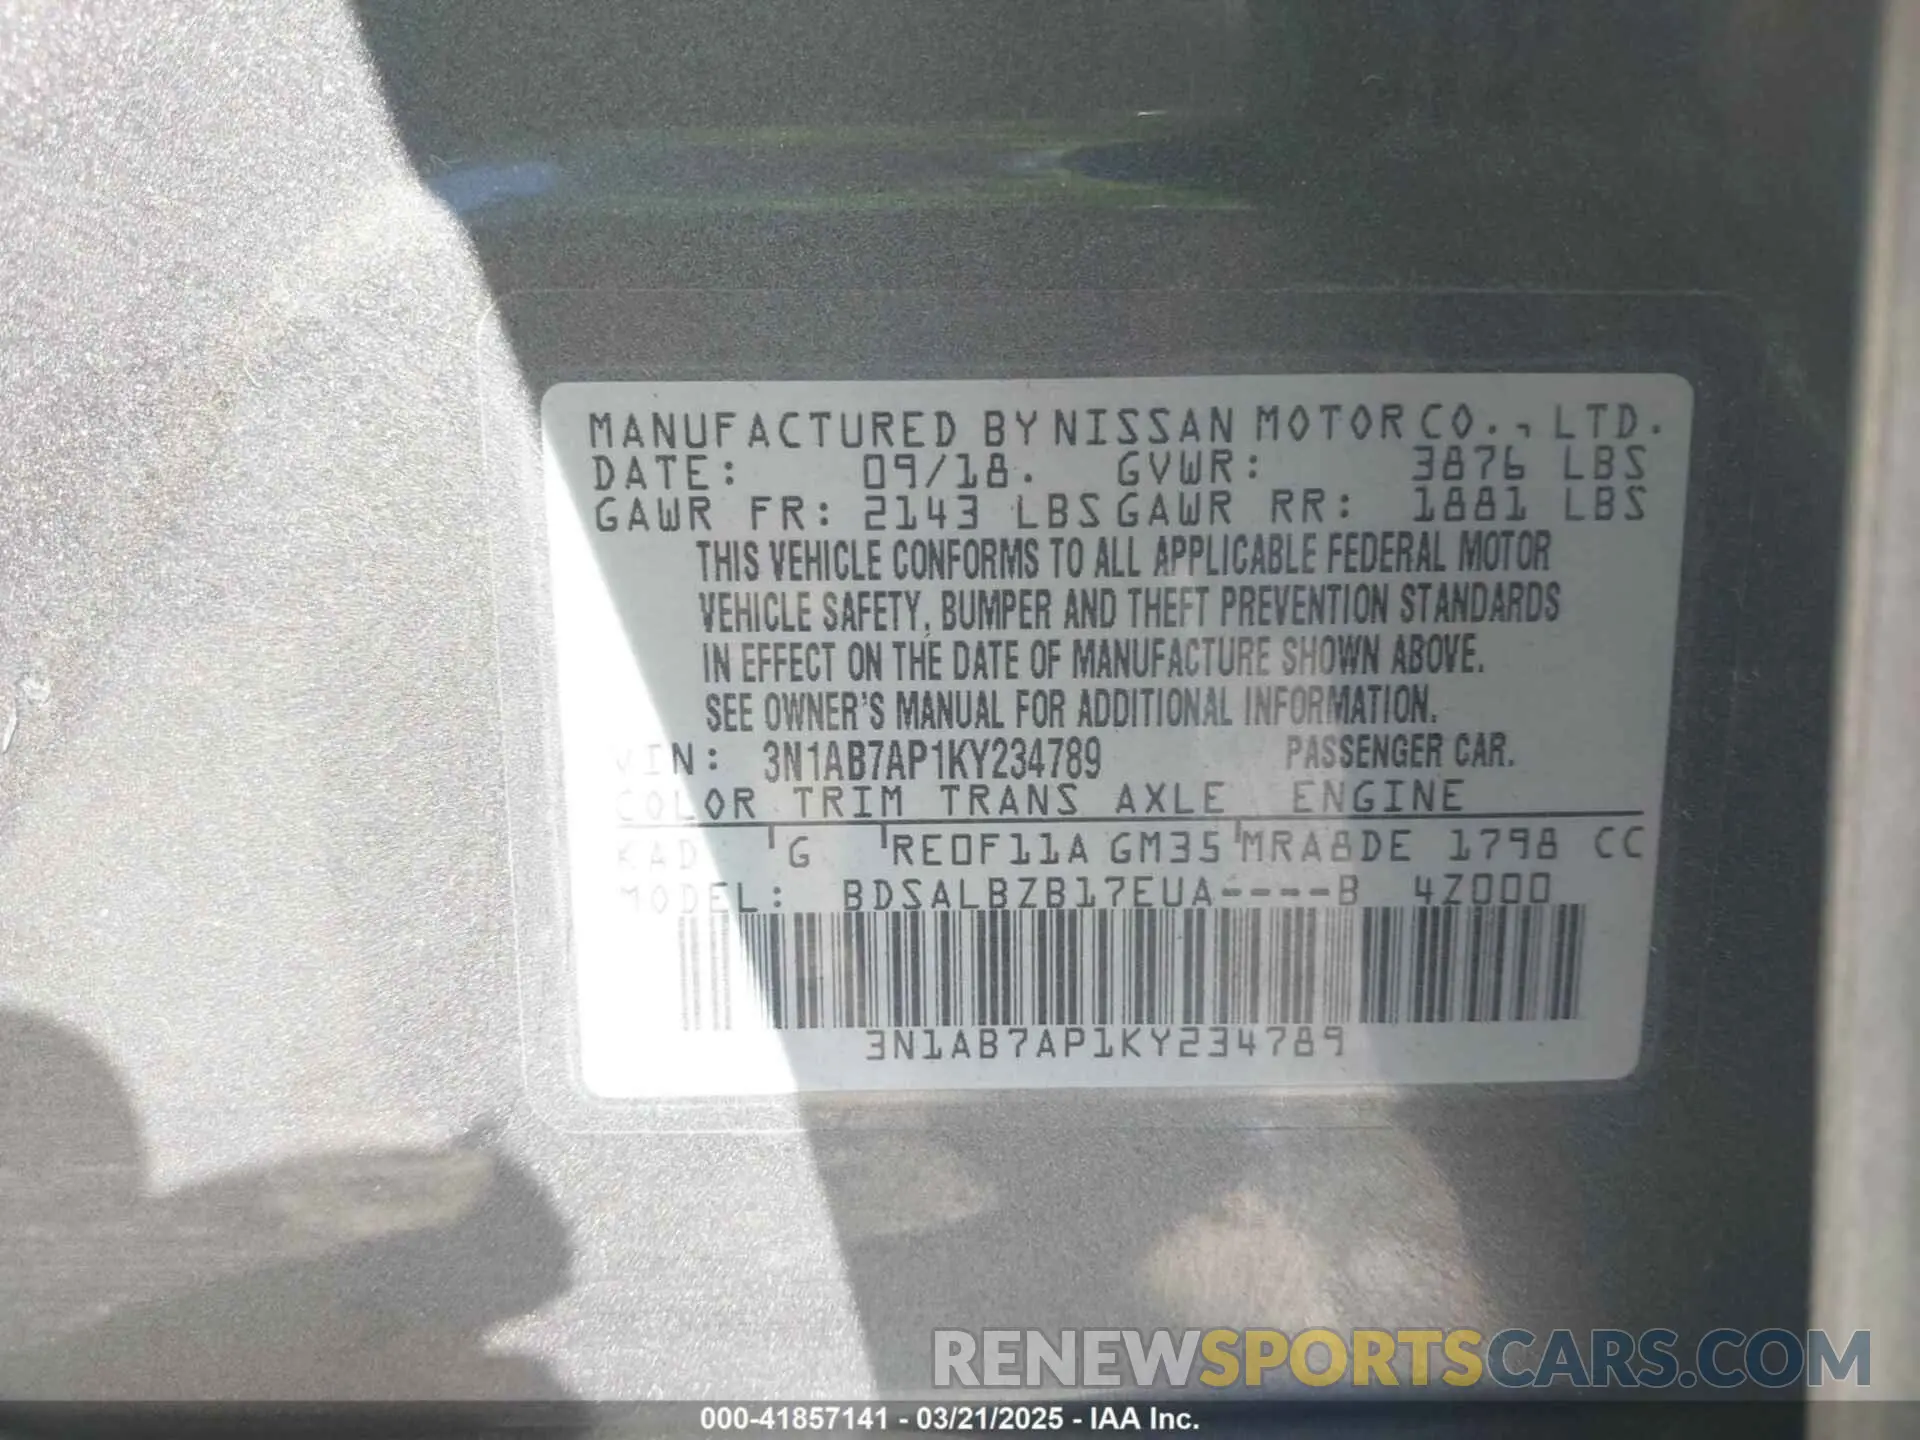 MANUFACTURED BY NISSAN MOTOR CO., LTD.
DATE: 09/18. GVWR: 3876 LBS
GAWR FR: 2143 LBS GAWR RR: 1881 LBS
THIS VEHICLE CONFORMS TO ALL APPLICABLE FEDERAL MOTOR
VEHICLE SAFETY, BUMPER AND THEFT PREVENTION STANDARDS
IN EFFECT ON THE DATE OF MANUFACTURE SHOWN ABOVE.
SEE OWNER'S MANUAL FOR ADDITIONAL INFORMATION.
VIN: 3N1AB7AP1KY234789 PASSENGER CAR.
COLOR TRIM TRANS AXLE ENGINE
KAD G RE0F11A GM35 MRA8DE 1798 CC
MODEL: BDSALBZB17EUA----B 4Z000
3N1AB7AP1KY234789
RENEWSPORTSCARS.COM
000-41857141 - 03/21/2025 - IAA Inc.